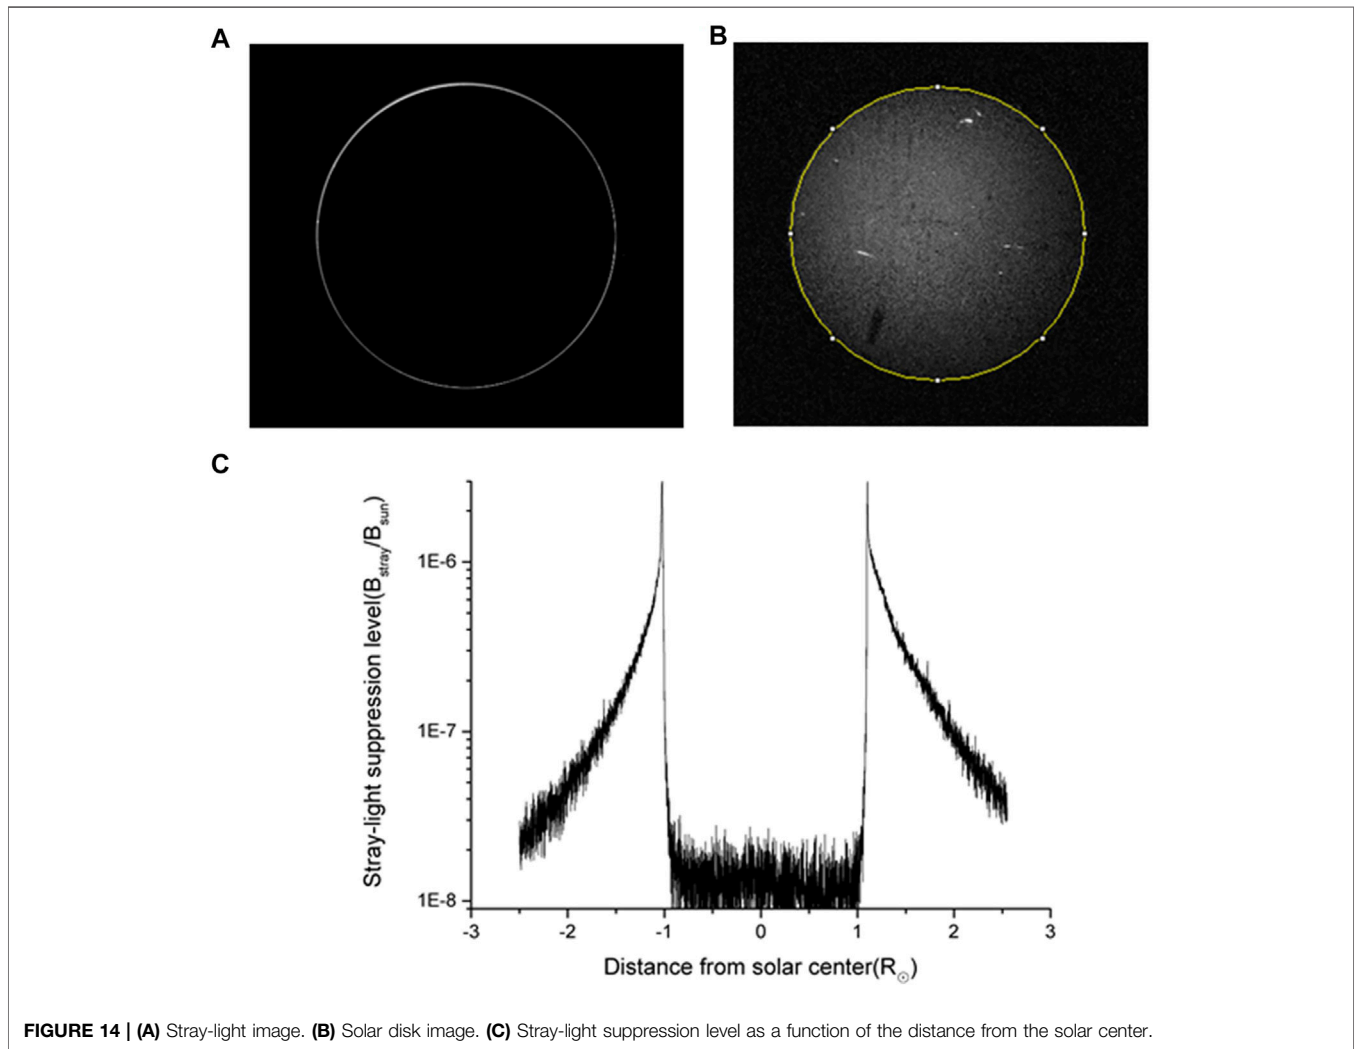 A
B
C
Stray-light suppression level(B_stray/B_sun)
1E-6
1E-7
1E-8
-3 -2 -1 0 1 2 3
Distance from solar center(R_⊙)
FIGURE 14 | (A) Stray-light image. (B) Solar disk image. (C) Stray-light suppression level as a function of the distance from the solar center.